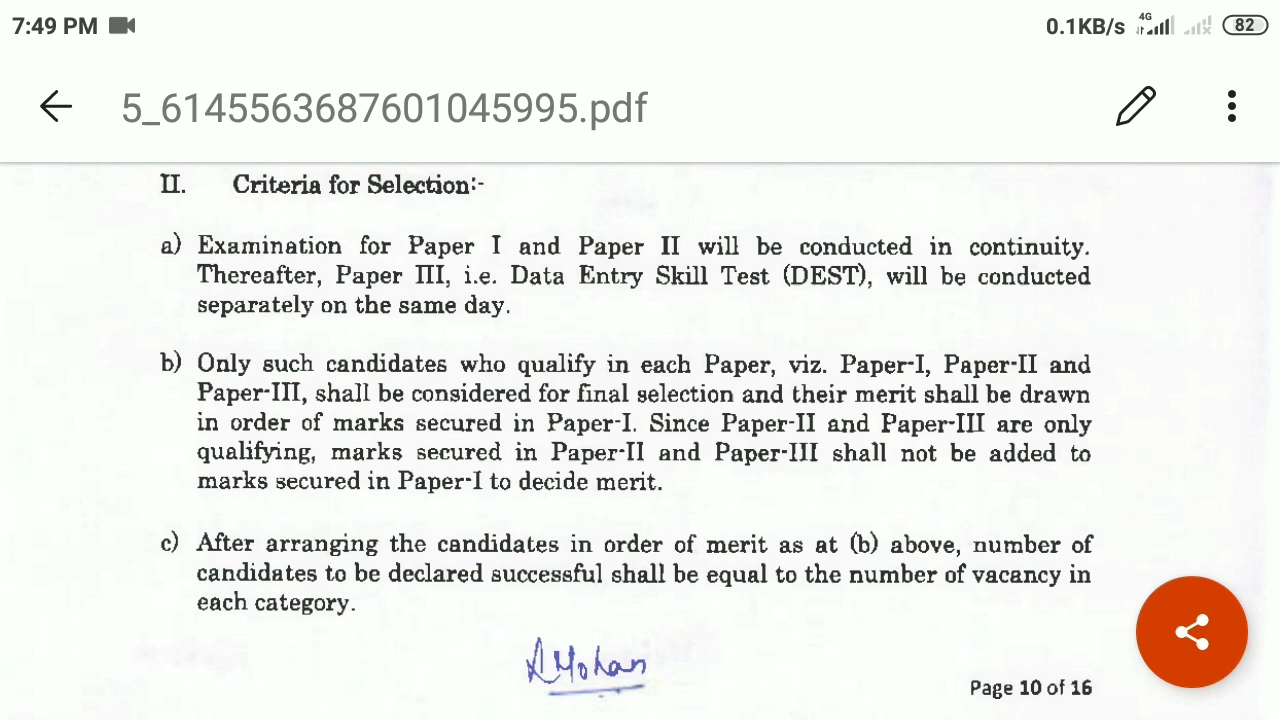 7:49 PM 0.1KB/s 4G 82
5_6145563687601045995.pdf
II. Criteria for Selection:-
a) Examination for Paper I and Paper II will be conducted in continuity.
Thereafter, Paper III, i.e. Data Entry Skill Test (DEST), will be conducted
separately on the same day.
b) Only such candidates who qualify in each Paper, viz. Paper-I, Paper-II and
Paper-III, shall be considered for final selection and their merit shall be drawn
in order of marks secured in Paper-I. Since Paper-II and Paper-III are only
qualifying, marks secured in Paper-II and Paper-III shall not be added to
marks secured in Paper-I to decide merit.
c) After arranging the candidates in order of merit as at (b) above, number of
candidates to be declared successful shall be equal to the number of vacancy in
each category.
RMohan
Page 10 of 16